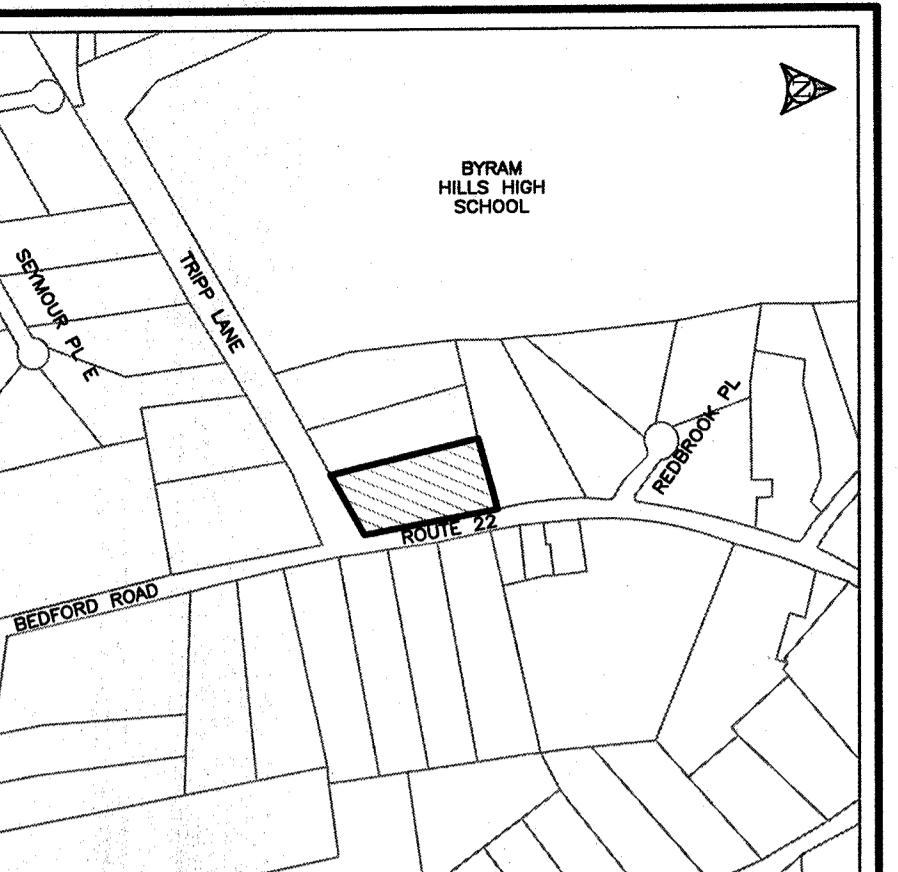 N
BYRAM
HILLS HIGH
SCHOOL
SEYMOUR PL E
TRIPP LANE
REDBROOK PL
ROUTE 22
BEDFORD ROAD